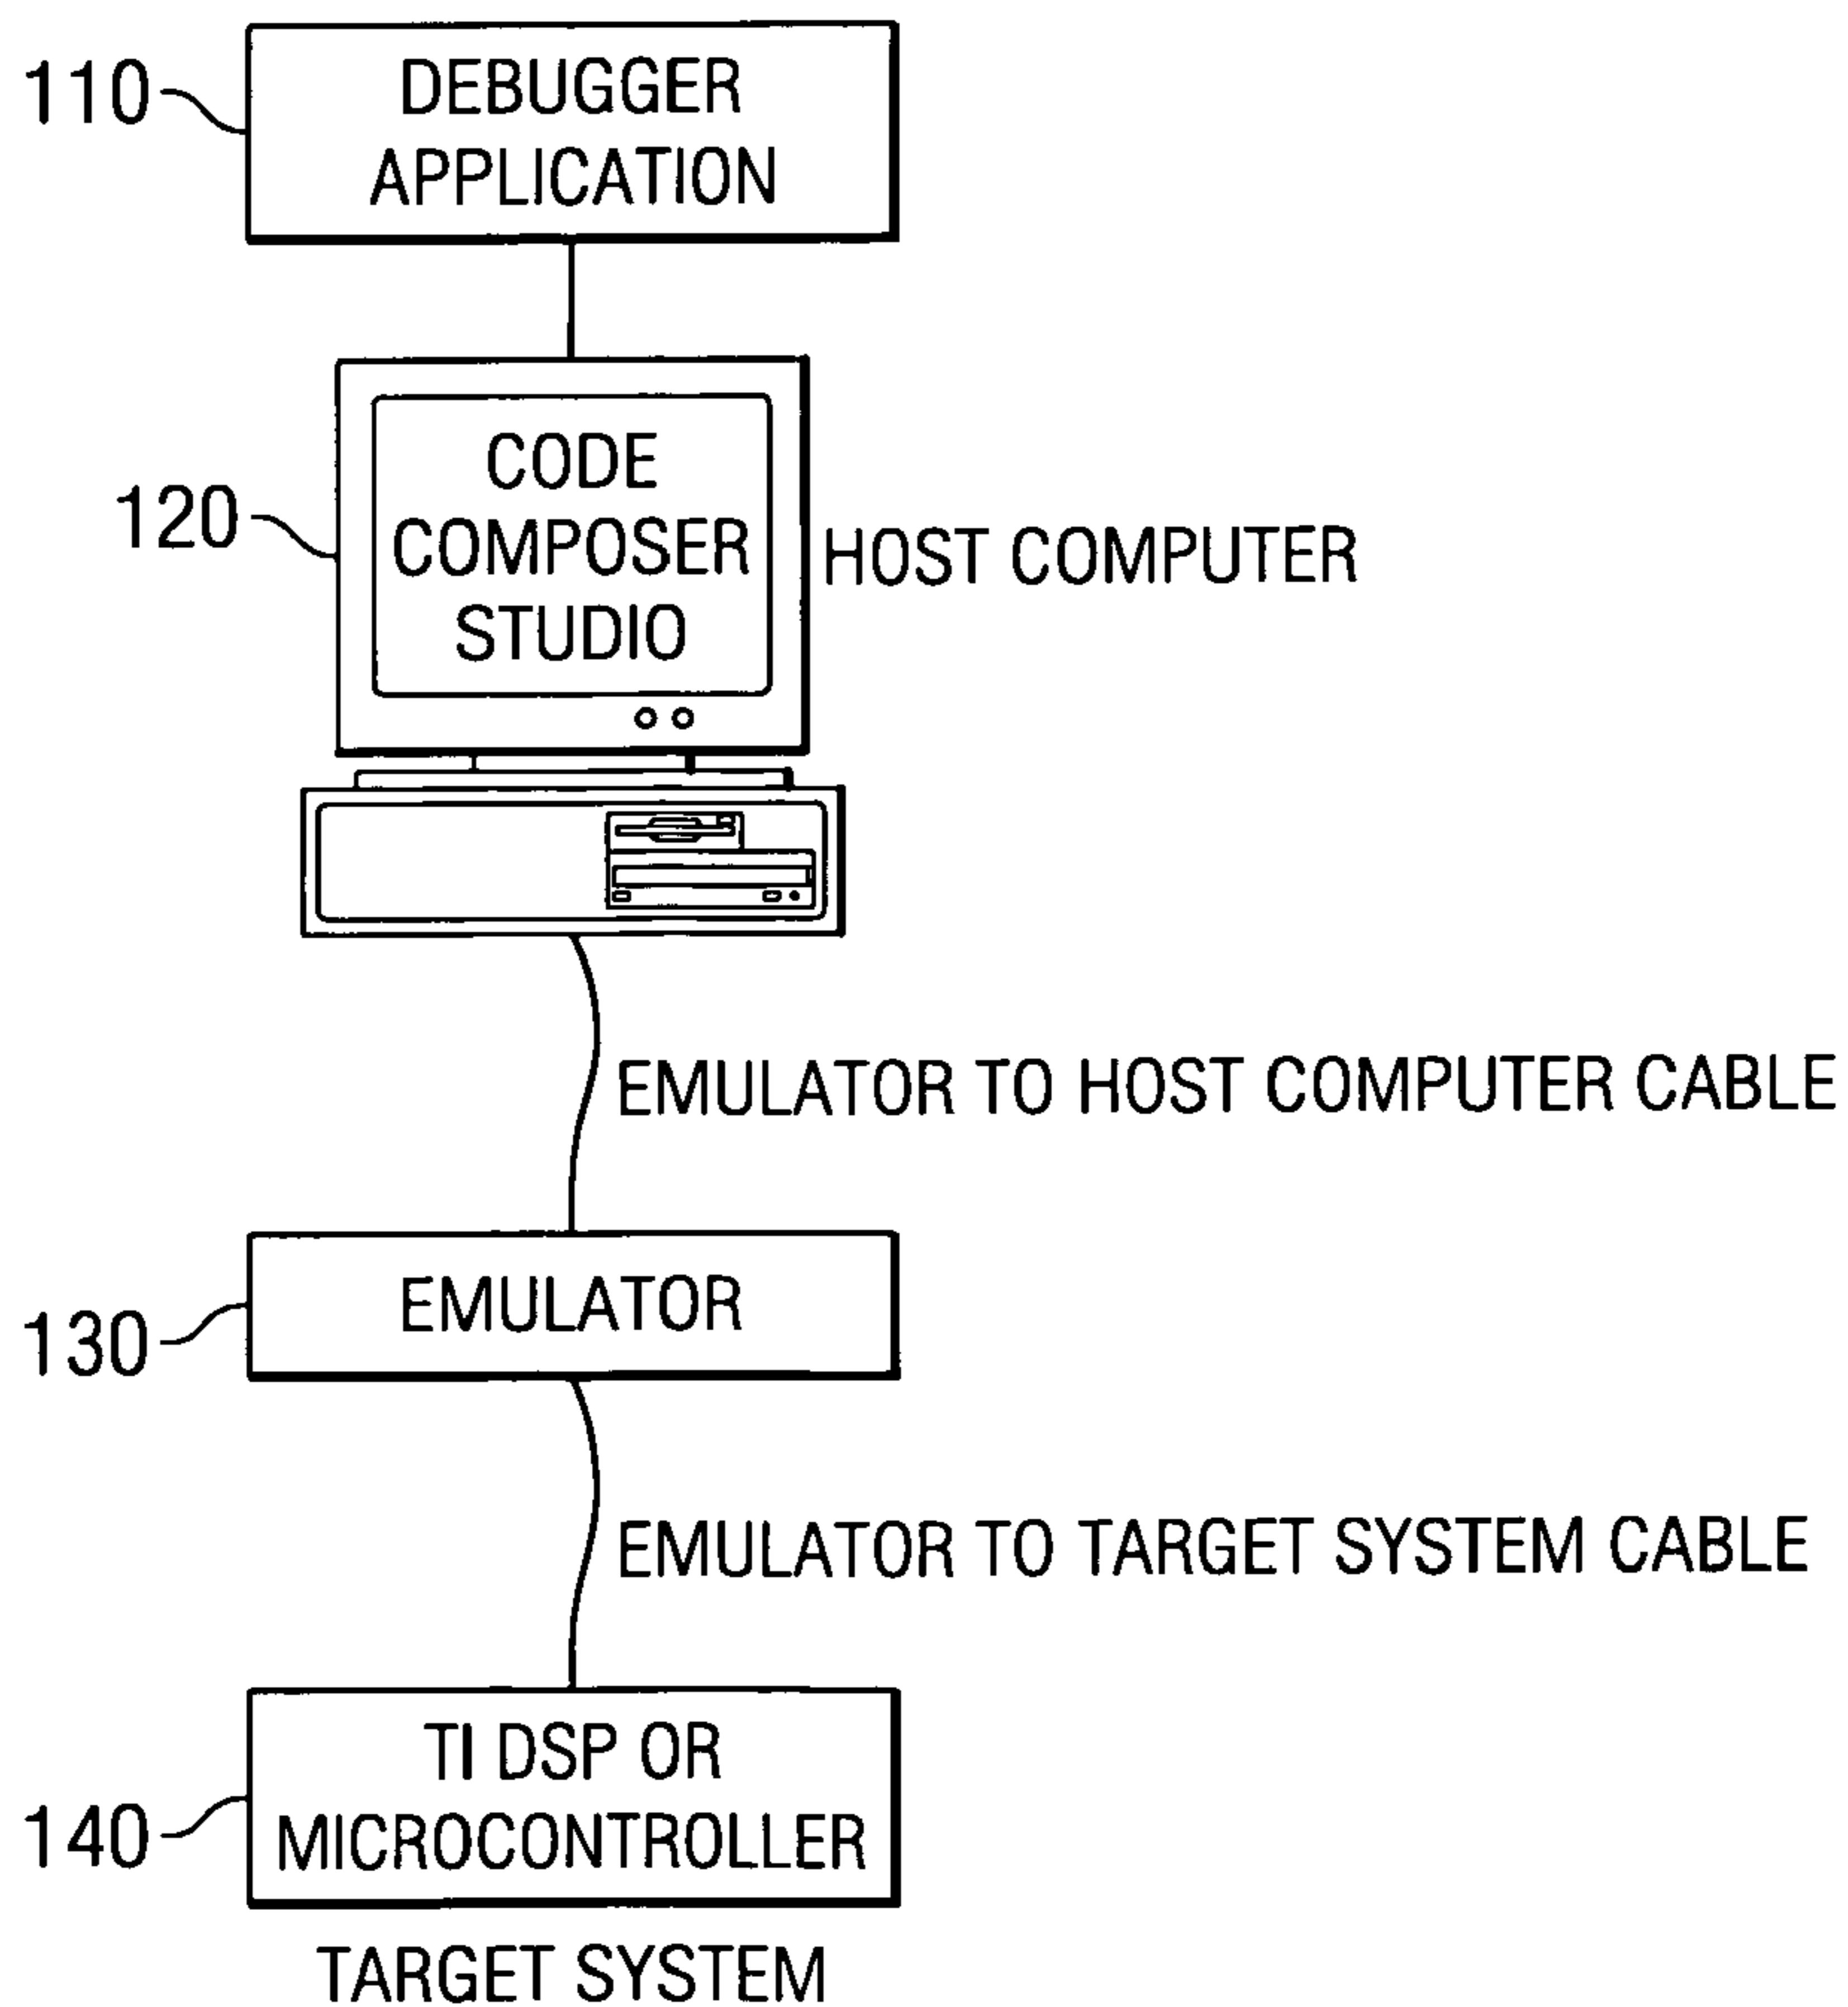 110
DEBUGGER
APPLICATION
120
CODE
COMPOSER
STUDIO
HOST COMPUTER
EMULATOR TO HOST COMPUTER CABLE
130
EMULATOR
EMULATOR TO TARGET SYSTEM CABLE
140
TI DSP OR
MICROCONTROLLER
TARGET SYSTEM